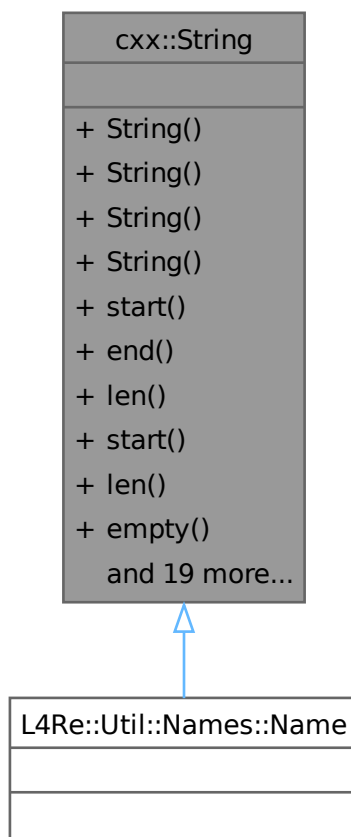 cxx::String
+ String()
+ String()
+ String()
+ String()
+ start()
+ end()
+ len()
+ start()
+ len()
+ empty()
and 19 more...
L4Re::Util::Names::Name